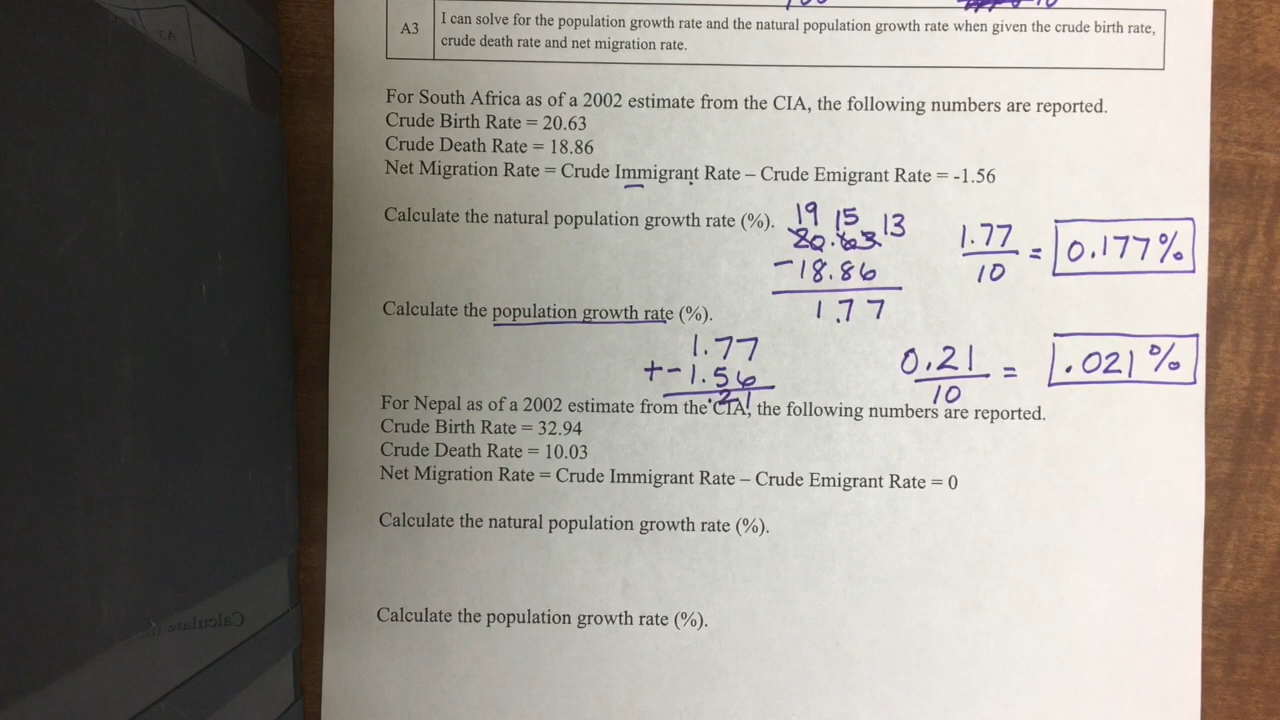 A3
I can solve for the population growth rate and the natural population growth rate when given the crude birth rate,
crude death rate and net migration rate.
For South Africa as of a 2002 estimate from the CIA, the following numbers are reported.
Crude Birth Rate = 20.63
Crude Death Rate = 18.86
Net Migration Rate = Crude Immigrant Rate – Crude Emigrant Rate = -1.56
Calculate the natural population growth rate (%).
19 15 13
20.63
-18.86
1.77
1.77
10
= 0.177%
Calculate the population growth rate (%).
1.77
+-1.56
.21
0.21
10
= .021%
For Nepal as of a 2002 estimate from the CIA, the following numbers are reported.
Crude Birth Rate = 32.94
Crude Death Rate = 10.03
Net Migration Rate = Crude Immigrant Rate – Crude Emigrant Rate = 0
Calculate the natural population growth rate (%).
Calculate the population growth rate (%).
Calculate